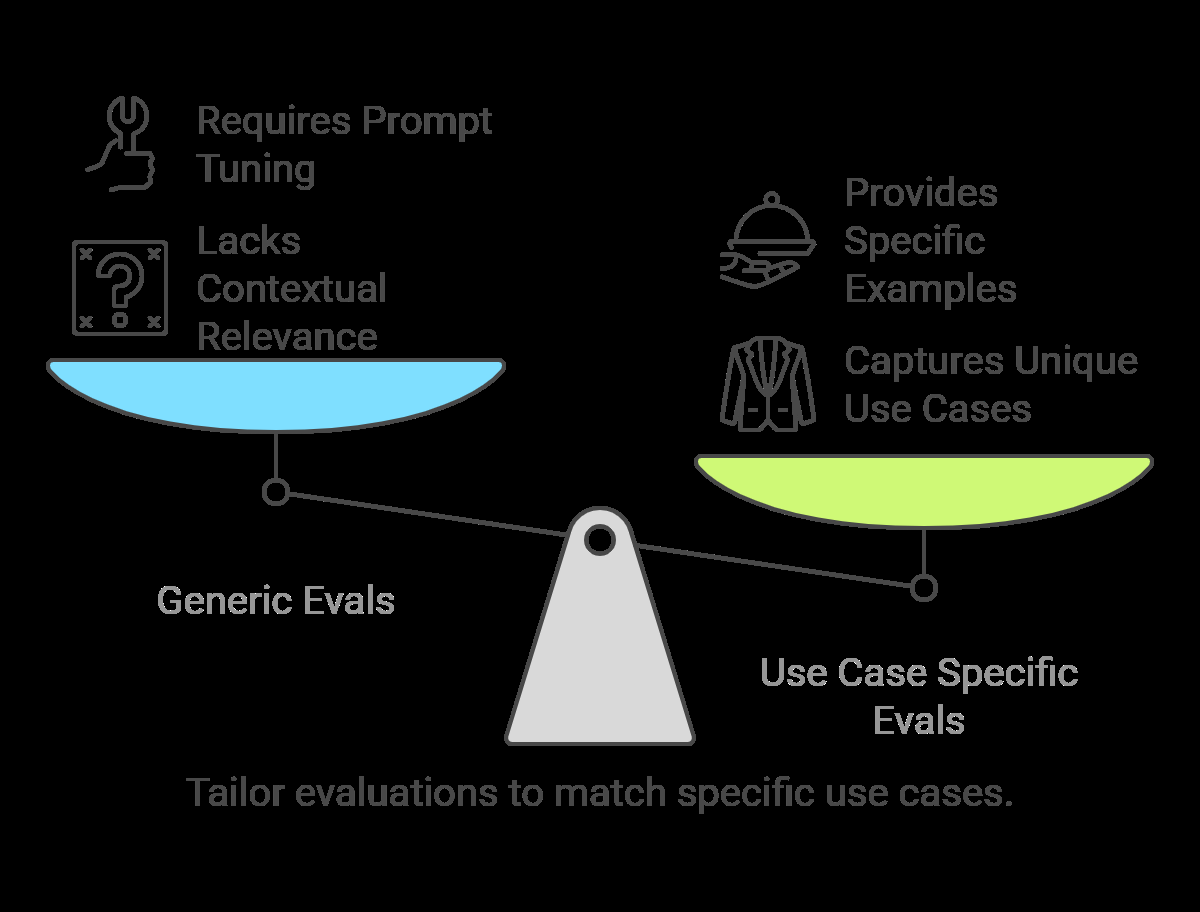 Requires Prompt
Tuning
Lacks
Contextual
Relevance
Provides
Specific
Examples
Captures Unique
Use Cases
Generic Evals
Use Case Specific
Evals
Tailor evaluations to match specific use cases.